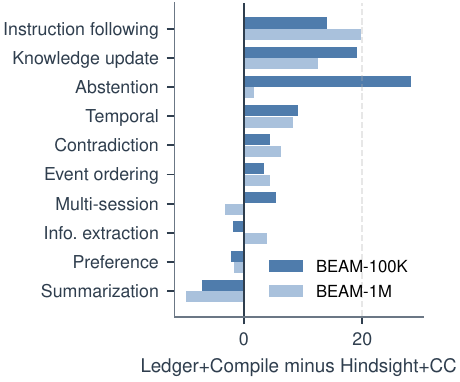 Instruction following
Knowledge update
Abstention
Temporal
Contradiction
Event ordering
Multi-session
Info. extraction
Preference
Summarization
BEAM-100K
BEAM-1M
0 20
Ledger+Compile minus Hindsight+CC